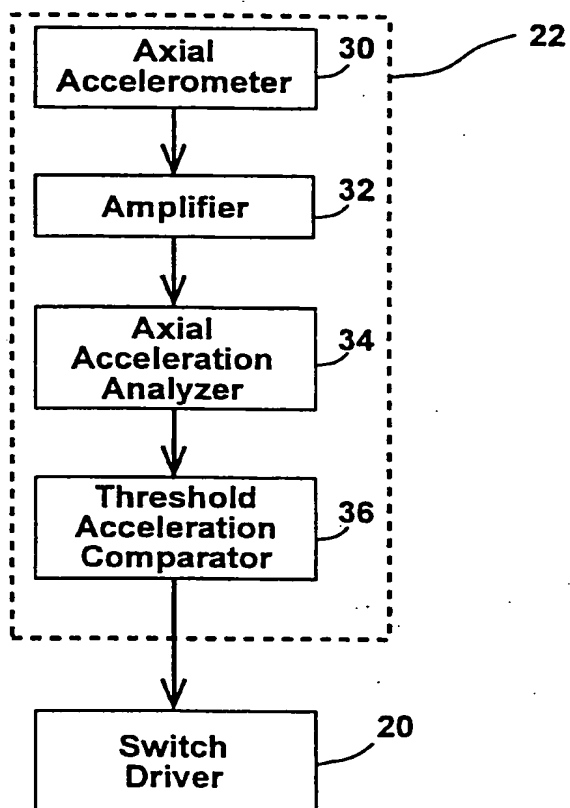 22
Axial
Accelerometer
30
Amplifier
32
Axial
Acceleration
Analyzer
34
Threshold
Acceleration
Comparator
36
Switch
Driver
20